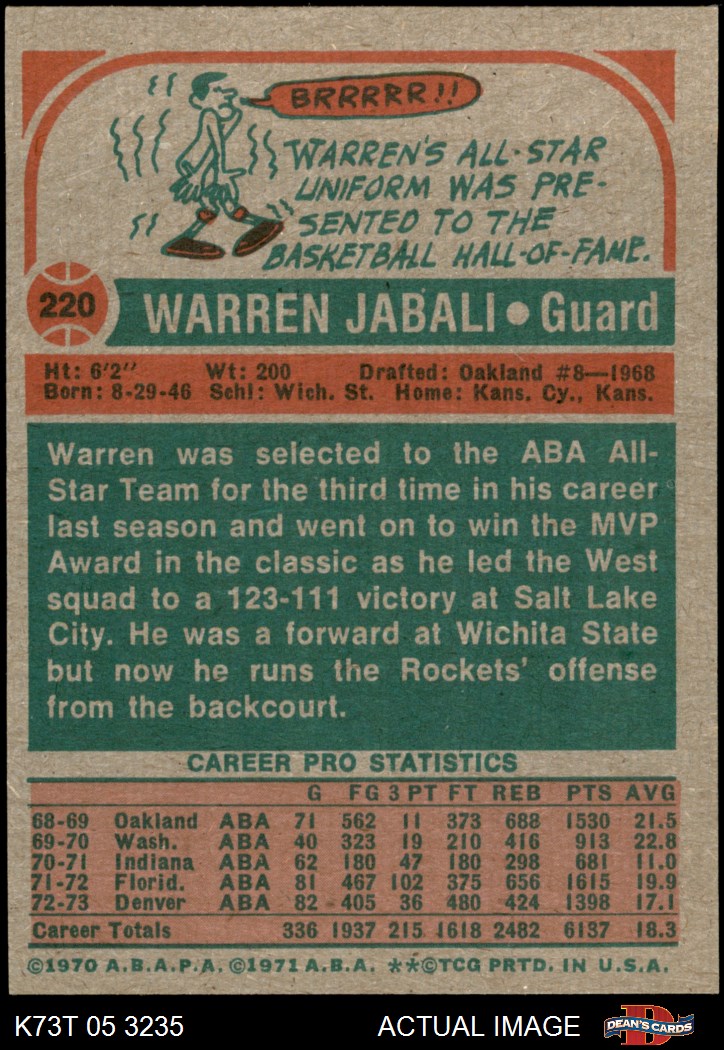 BRRRRR!!
WARREN'S ALL-STAR
UNIFORM WAS PRE-
SENTED TO THE
BASKETBALL HALL-OF-FAME.
220 WARREN JABALI • Guard
Ht: 6'2" Wt: 200 Drafted: Oakland #8—1968
Born: 8-29-46 Schl: Wich. St. Home: Kans. Cy., Kans.
Warren was selected to the ABA All-
Star Team for the third time in his career
last season and went on to win the MVP
Award in the classic as he led the West
squad to a 123-111 victory at Salt Lake
City. He was a forward at Wichita State
but now he runs the Rockets' offense
from the backcourt.
CAREER PRO STATISTICS
G FG 3 PT FT REB PTS AVG
68-69 Oakland ABA 71 562 11 373 688 1530 21.5
69-70 Wash. ABA 40 323 19 210 416 913 22.8
70-71 Indiana ABA 62 180 47 180 298 681 11.0
71-72 Florid. ABA 81 467 102 375 656 1615 19.9
72-73 Denver ABA 82 405 36 480 424 1398 17.1
Career Totals 336 1937 215 1618 2482 6137 18.3
©1970 A.B.A.P.A. ©1971 A.B.A. **©TCG PRTD. IN U.S.A.
K73T 05 3235 ACTUAL IMAGE DEAN'S CARDS